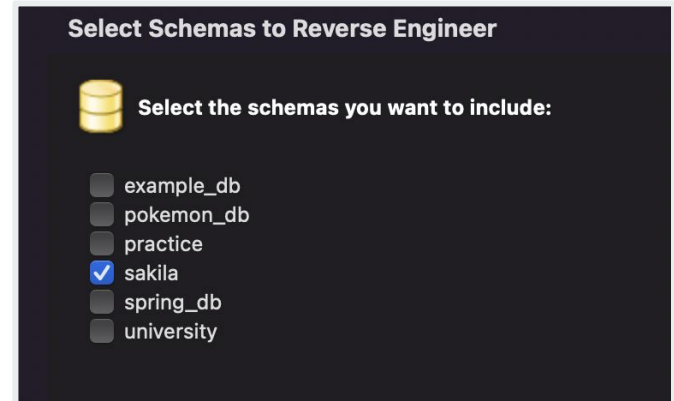 Select Schemas to Reverse Engineer
Select the schemas you want to include:
example_db
pokemon_db
practice
sakila
spring_db
university